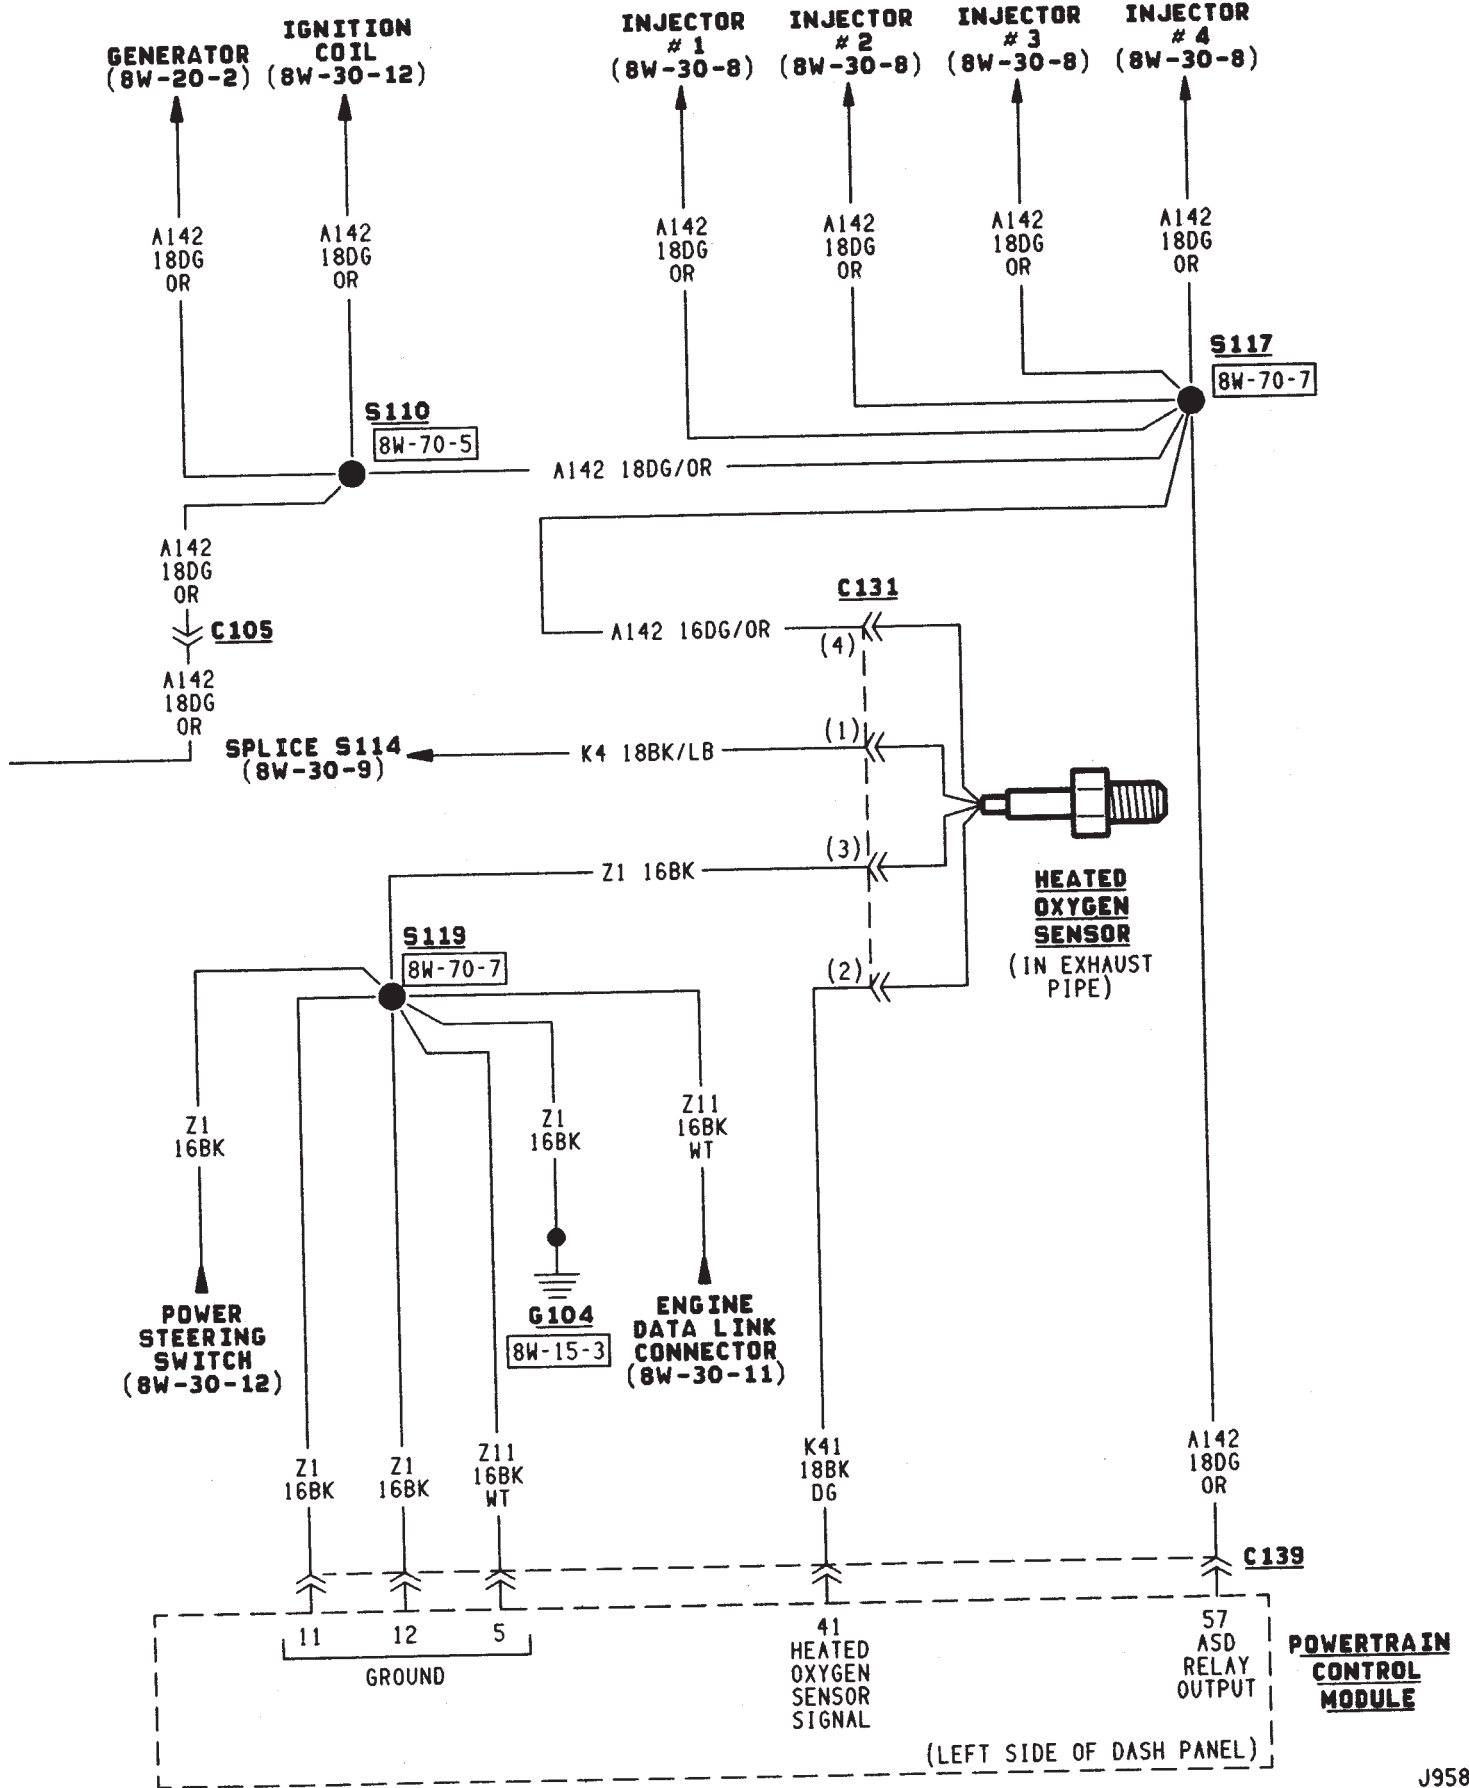 GENERATOR
(8W-20-2)
IGNITION
COIL
(8W-30-12)
INJECTOR
# 1
(8W-30-8)
INJECTOR
# 2
(8W-30-8)
INJECTOR
# 3
(8W-30-8)
INJECTOR
# 4
(8W-30-8)
A142
18DG
OR
A142
18DG
OR
A142
18DG
OR
A142
18DG
OR
A142
18DG
OR
A142
18DG
OR
S117
8W-70-7
S110
8W-70-5
A142 18DG/OR
A142
18DG
OR
C105
A142
18DG
OR
C131
A142 16DG/OR
(4)
SPLICE S114
(8W-30-9)
K4 18BK/LB
(1)
Z1 16BK
(3)
HEATED
OXYGEN
SENSOR
(IN EXHAUST
PIPE)
(2)
S119
8W-70-7
Z1
16BK
Z1
16BK
Z11
16BK
WT
POWER
STEERING
SWITCH
(8W-30-12)
G104
8W-15-3
ENGINE
DATA LINK
CONNECTOR
(8W-30-11)
Z1
16BK
Z1
16BK
Z11
16BK
WT
K41
18BK
DG
A142
18DG
OR
C139
11
12
5
GROUND
41
HEATED
OXYGEN
SENSOR
SIGNAL
57
ASD
RELAY
OUTPUT
POWERTRAIN
CONTROL
MODULE
(LEFT SIDE OF DASH PANEL)
J958